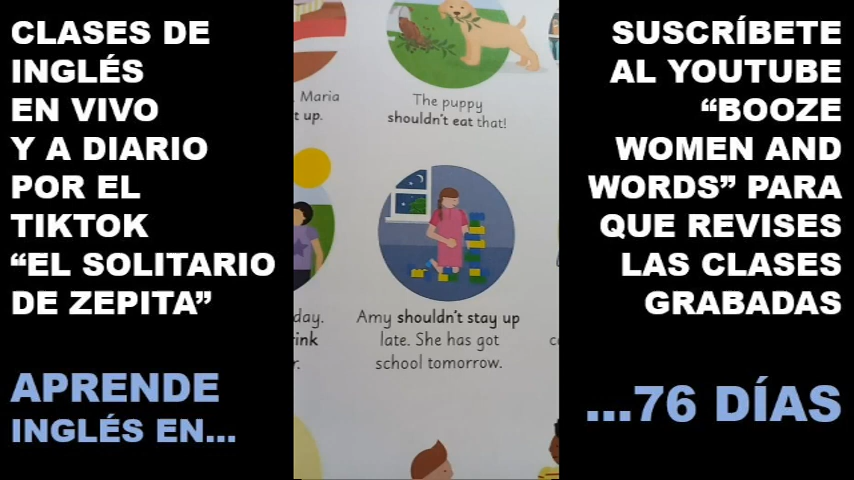 CLASES DE
INGLÉS
EN VIVO
Y A DIARIO
POR EL
TIKTOK
“EL SOLITARIO
DE ZEPITA”
APRENDE
INGLÉS EN...
Maria
t up.
The puppy
shouldn't eat that!
day.
ink
r.
Amy shouldn't stay up
late. She has got
school tomorrow.
c
SUSCRÍBETE
AL YOUTUBE
“BOOZE
WOMEN AND
WORDS” PARA
QUE REVISES
LAS CLASES
GRABADAS
...76 DÍAS